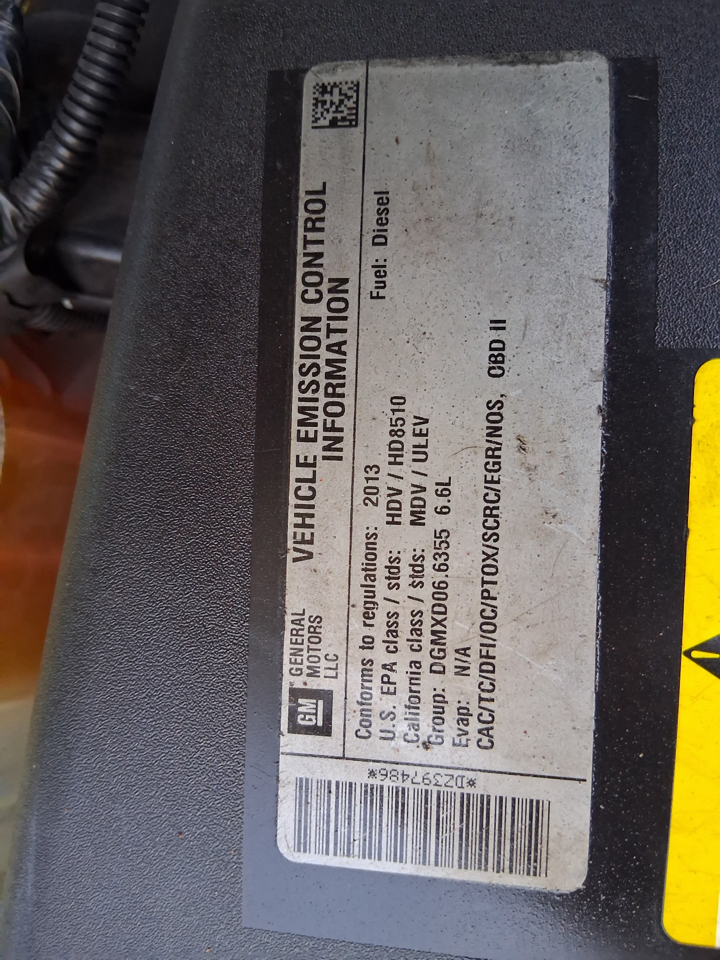 GM
GENERAL
MOTORS
LLC
VEHICLE EMISSION CONTROL
INFORMATION
Conforms to regulations: 2013
U.S. EPA class / stds: HDV / HD8510 Fuel: Diesel
California class / stds: MDV / ULEV
Group: DGMXD06.6355 6.6L
Evap: N/A
CAC/TC/DFI/OC/PTOX/SCRC/EGR/NOS, OBD II
*DZ397486*